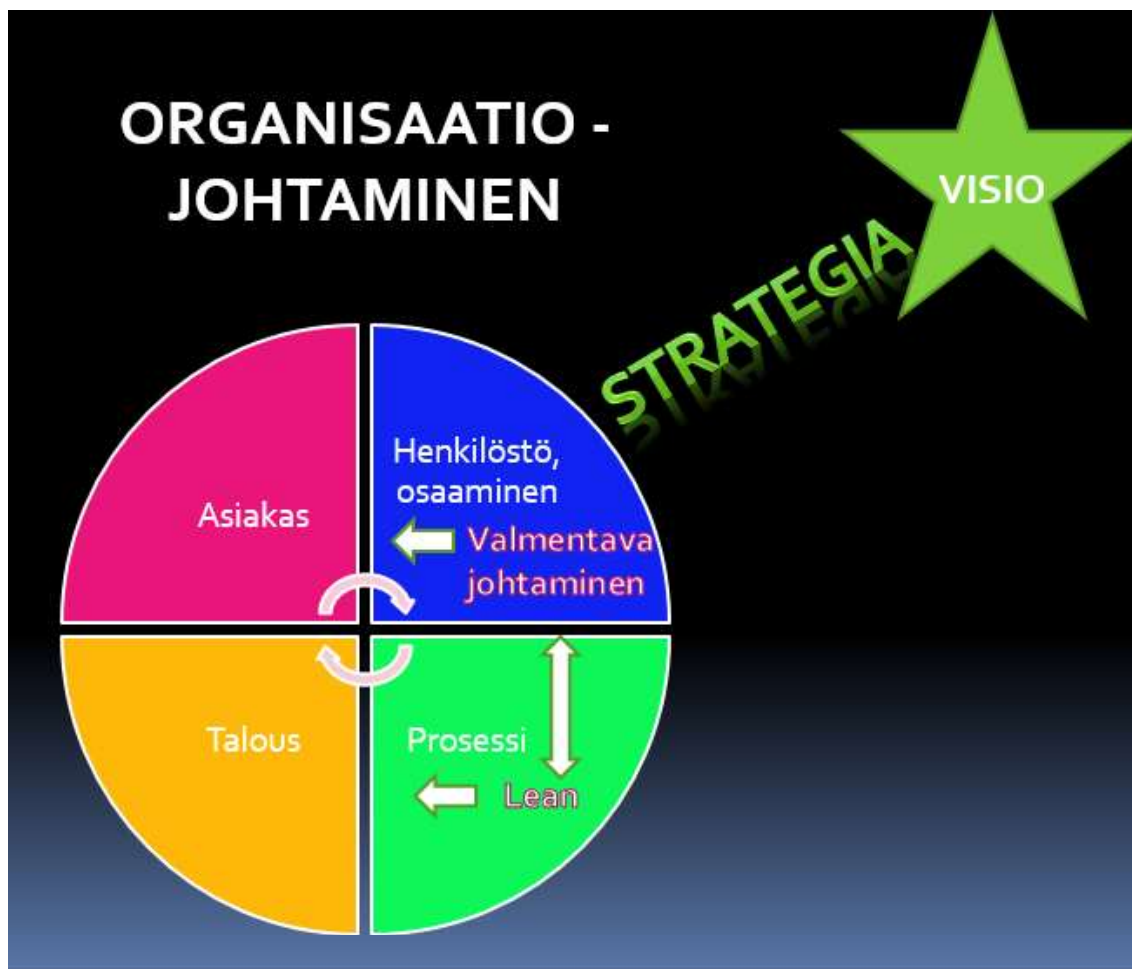 ORGANISAATIO -
JOHTAMINEN
VISIO
STRATEGIA
Asiakas
Henkilöstö,
osaaminen
Valmentava
johtaminen
Talous
Prosessi
Lean